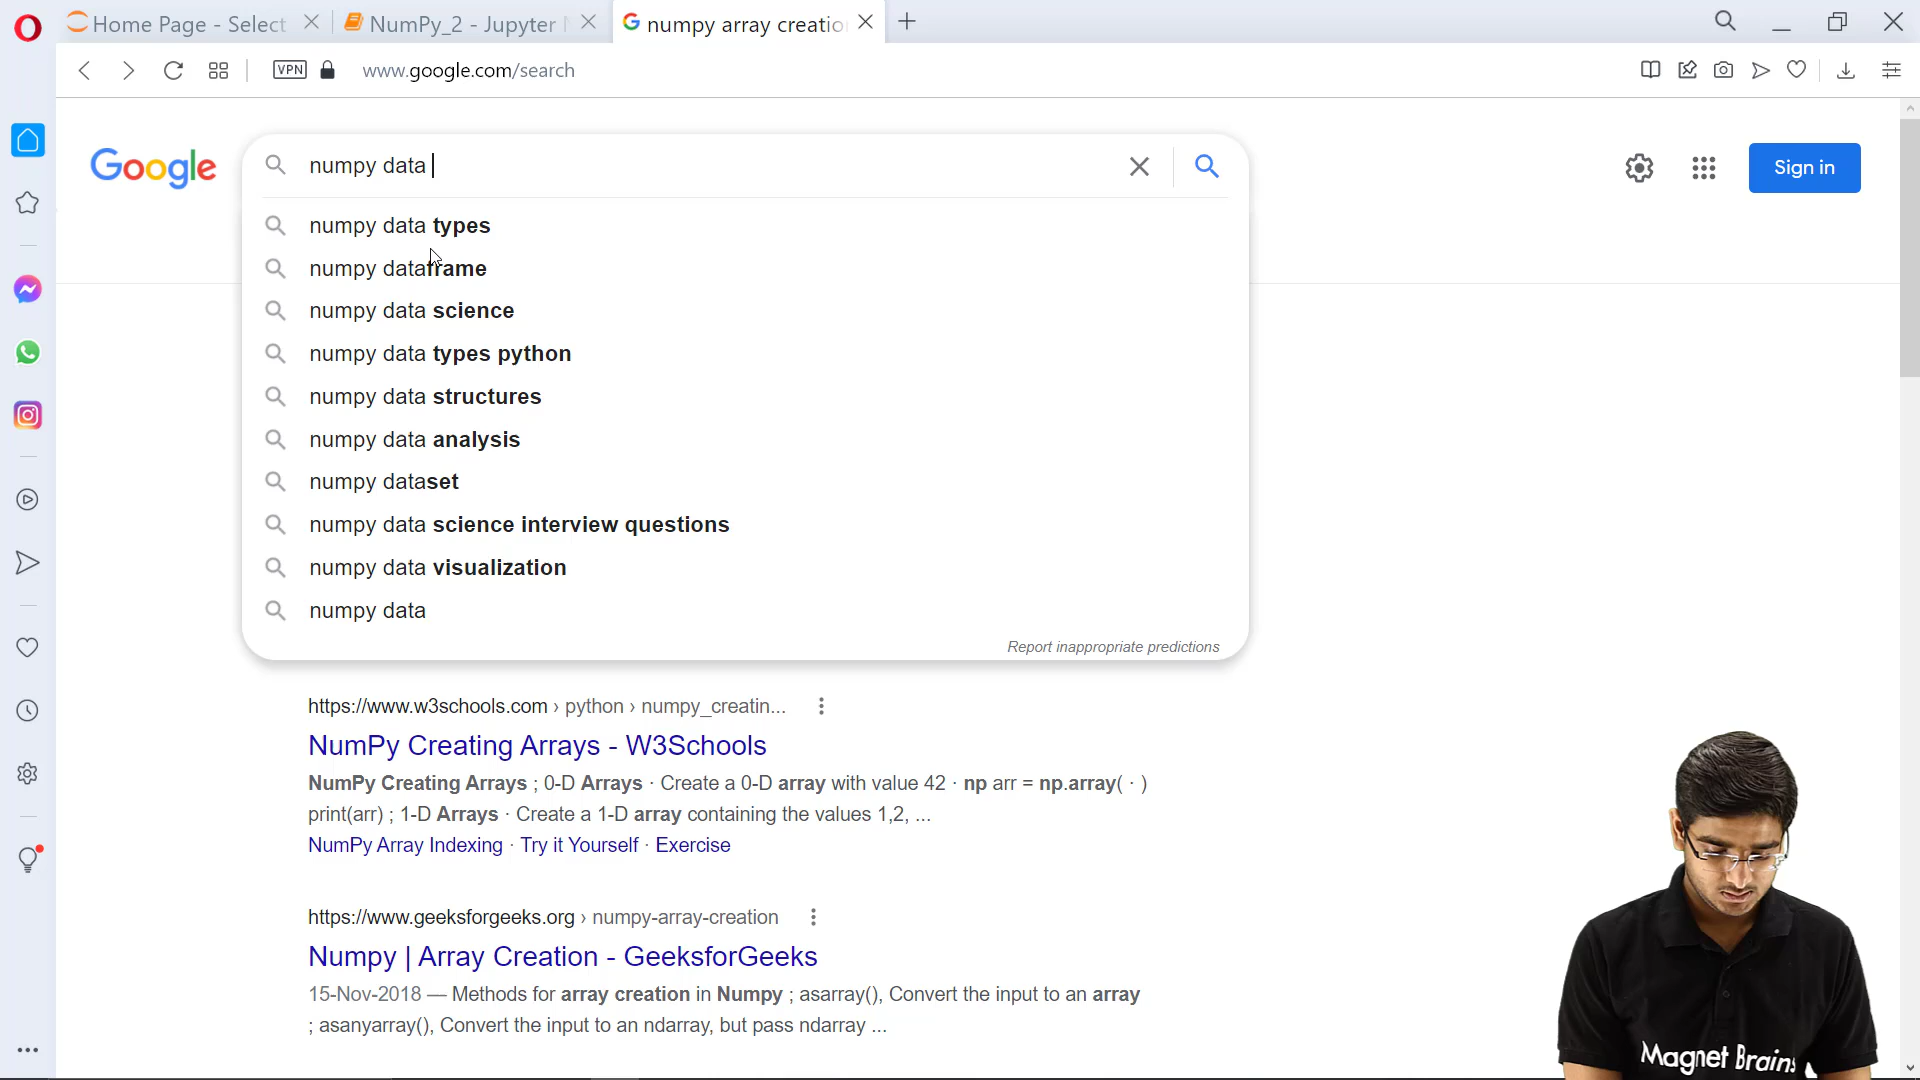 Home Page - Select
NumPy_2 - Jupyter
numpy array creatio
VPN
www.google.com/search
Google
numpy data
Sign in
numpy data types
numpy dataframe
numpy data science
numpy data types python
numpy data structures
numpy data analysis
numpy dataset
numpy data science interview questions
numpy data visualization
numpy data
Report inappropriate predictions
https://www.w3schools.com › python › numpy_creatin...
NumPy Creating Arrays - W3Schools
NumPy Creating Arrays ; 0-D Arrays · Create a 0-D array with value 42 · np arr = np.array( · )
print(arr) ; 1-D Arrays · Create a 1-D array containing the values 1,2, ...
NumPy Array Indexing · Try it Yourself · Exercise
https://www.geeksforgeeks.org › numpy-array-creation
Numpy | Array Creation - GeeksforGeeks
15-Nov-2018 — Methods for array creation in Numpy ; asarray(), Convert the input to an array
; asanyarray(), Convert the input to an ndarray, but pass ndarray ...
Magnet Brains